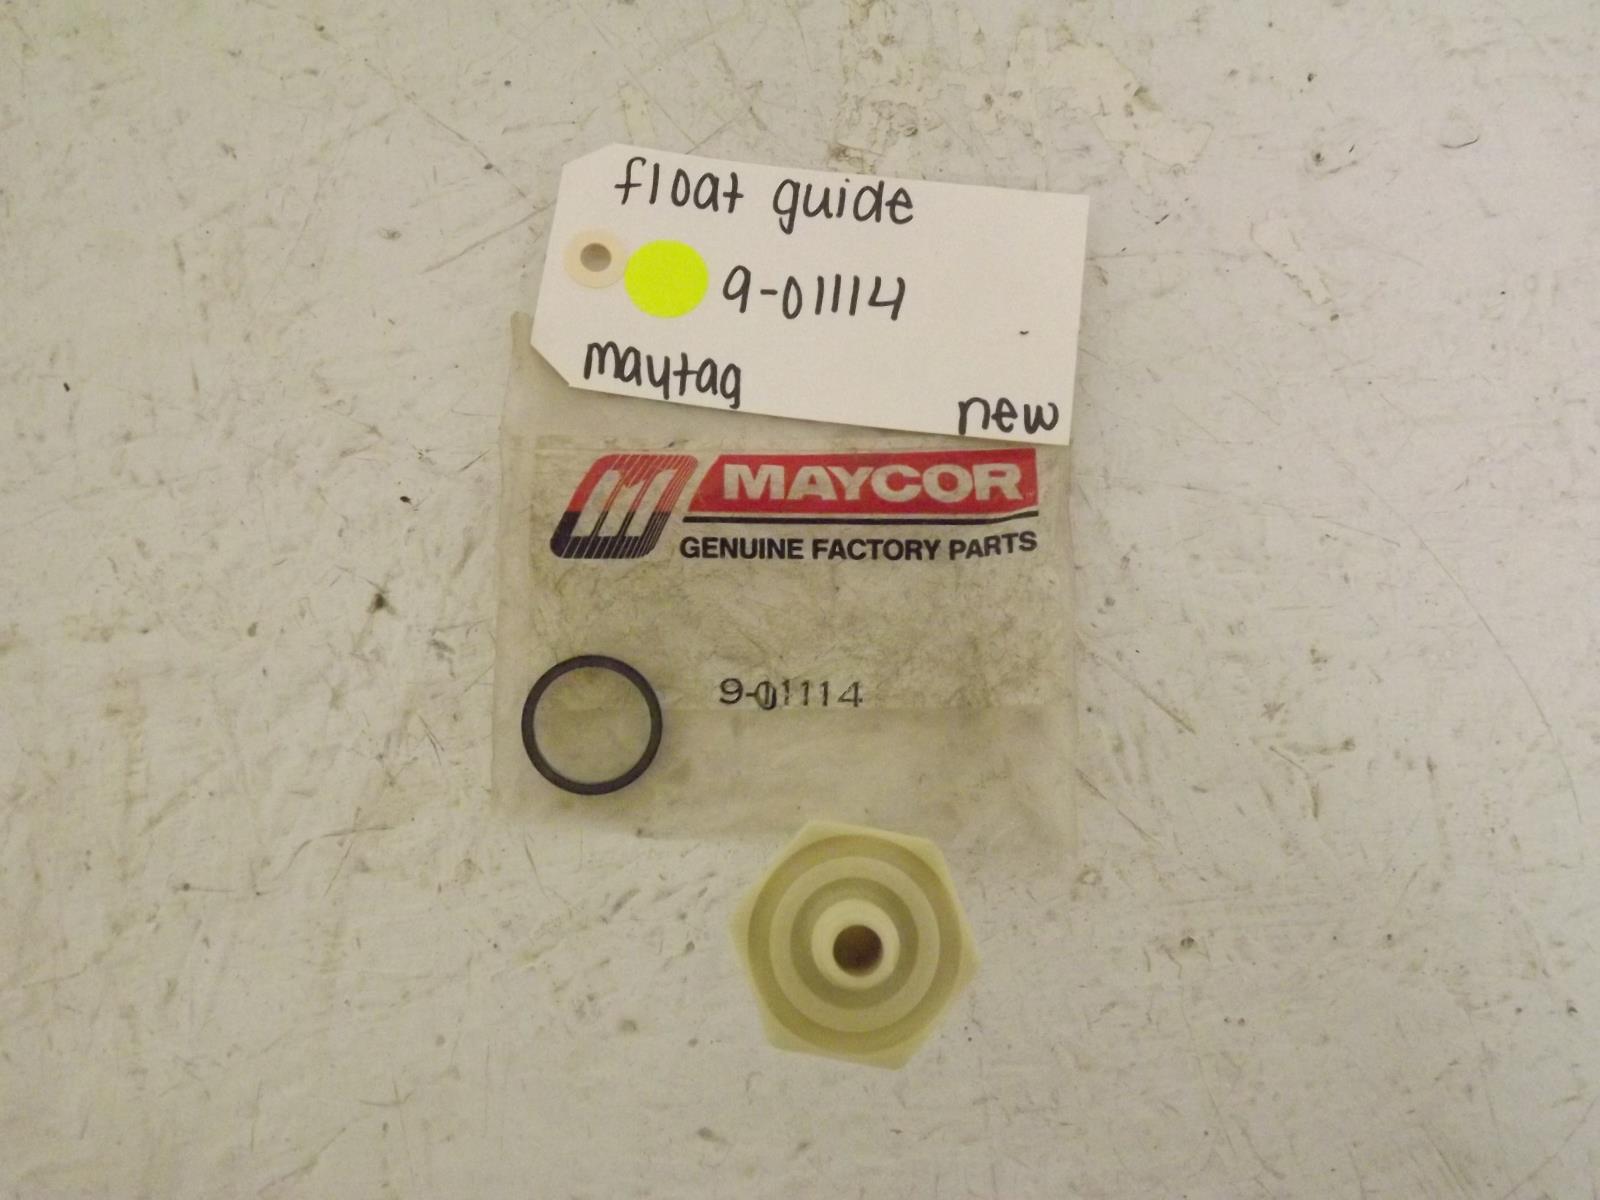 float guide
9-01114
maytag
new
MAYCOR
GENUINE FACTORY PARTS
9-01114